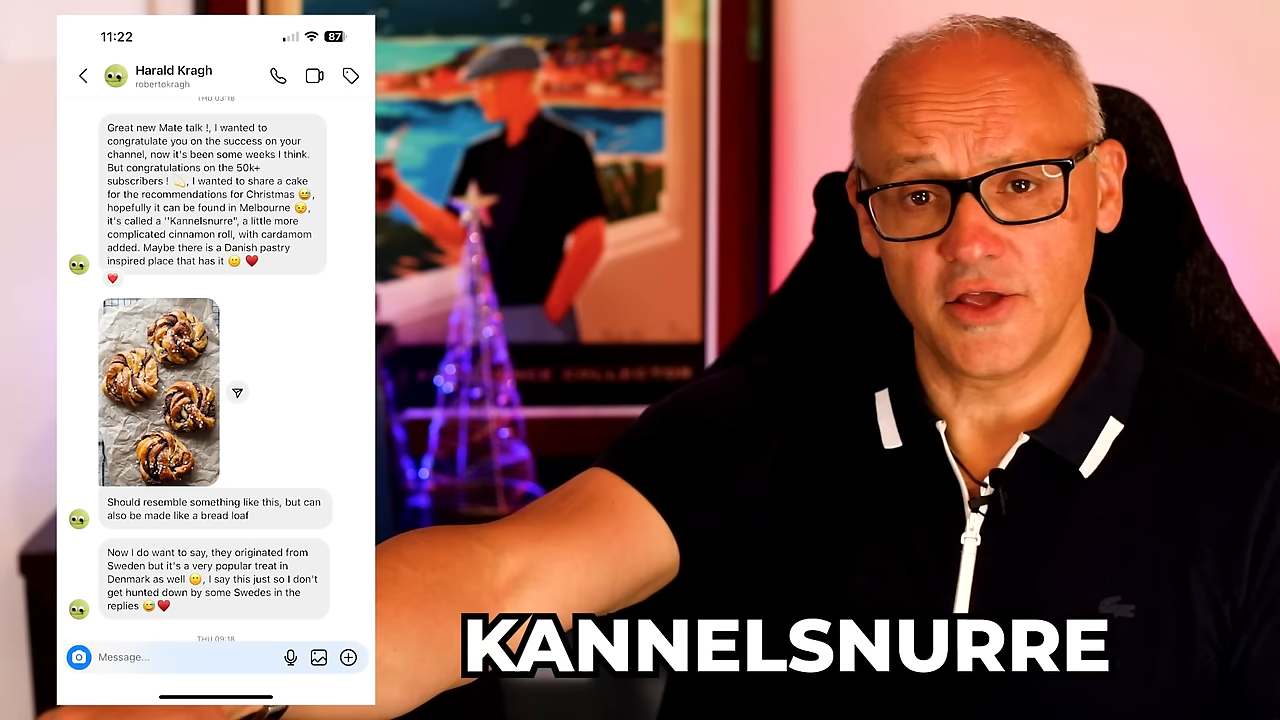 11:22
87
Harald Kragh
robertokragh
THU 03:18
Great new Mate talk !, I wanted to
congratulate you on the success on your
channel, now it's been some weeks I think.
But congratulations on the 50k+
subscribers ! 💫, I wanted to share a cake
for the recommendations for Christmas 😅,
hopefully it can be found in Melbourne 😉,
it's called a ''Kannelsnurre", a little more
complicated cinnamon roll, with cardamom
added. Maybe there is a Danish pastry
inspired place that has it 🙂 ❤️
❤️
Should resemble something like this, but can
also be made like a bread loaf
Now I do want to say, they originated from
Sweden but it's a very popular treat in
Denmark as well 🙂, I say this just so I don't
get hunted down by some Swedes in the
replies 😅❤️
THU 09:18
Message...
COLLECTOR
KANNELSNURRE